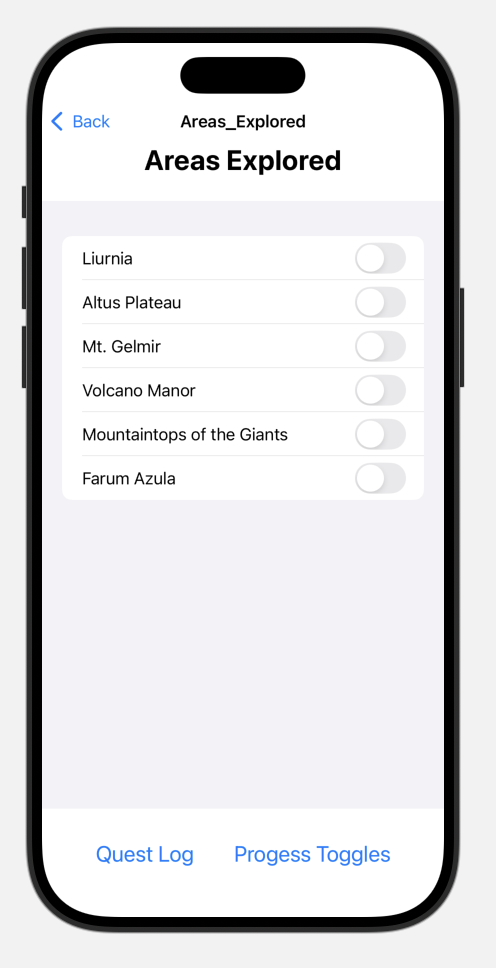 Back Areas_Explored
Areas Explored
Liurnia
Altus Plateau
Mt. Gelmir
Volcano Manor
Mountaintops of the Giants
Farum Azula
Quest Log Progess Toggles